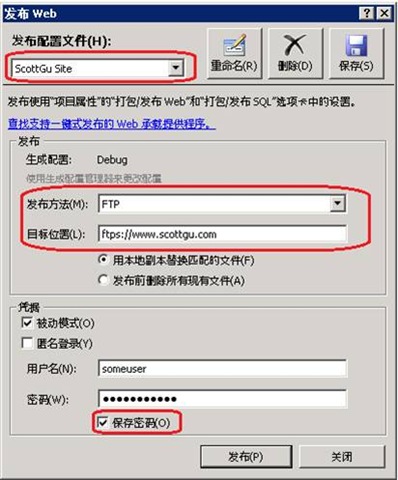 发布 Web
发布配置文件(H):
ScottGu Site
重命名(R)
删除(D)
保存(S)
发布使用“项目属性”的“打包/发布 Web”和“打包/发布 SQL”选项卡中的设置。
查找支持一键式发布的 Web 承载提供程序。
发布
生成配置: Debug
使用生成配置管理器来更改配置
发布方法(M): FTP
目标位置(L): ftps://www.scottgu.com
用本地副本替换匹配的文件(F)
发布前删除所有现有文件(A)
凭据
被动模式(O)
匿名登录(Y)
用户名(N): someuser
密码(W): ●●●●●●●●●●●
保存密码(O)
发布(P)
关闭